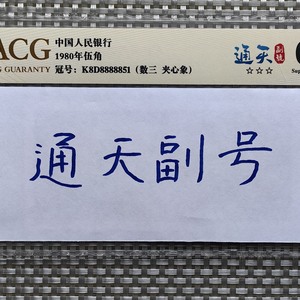 ACG
GUARANTY
中国人民银行
1980年伍角
冠号：K8D8888851（数三 夹心象）
通天
☆☆☆
通天副号